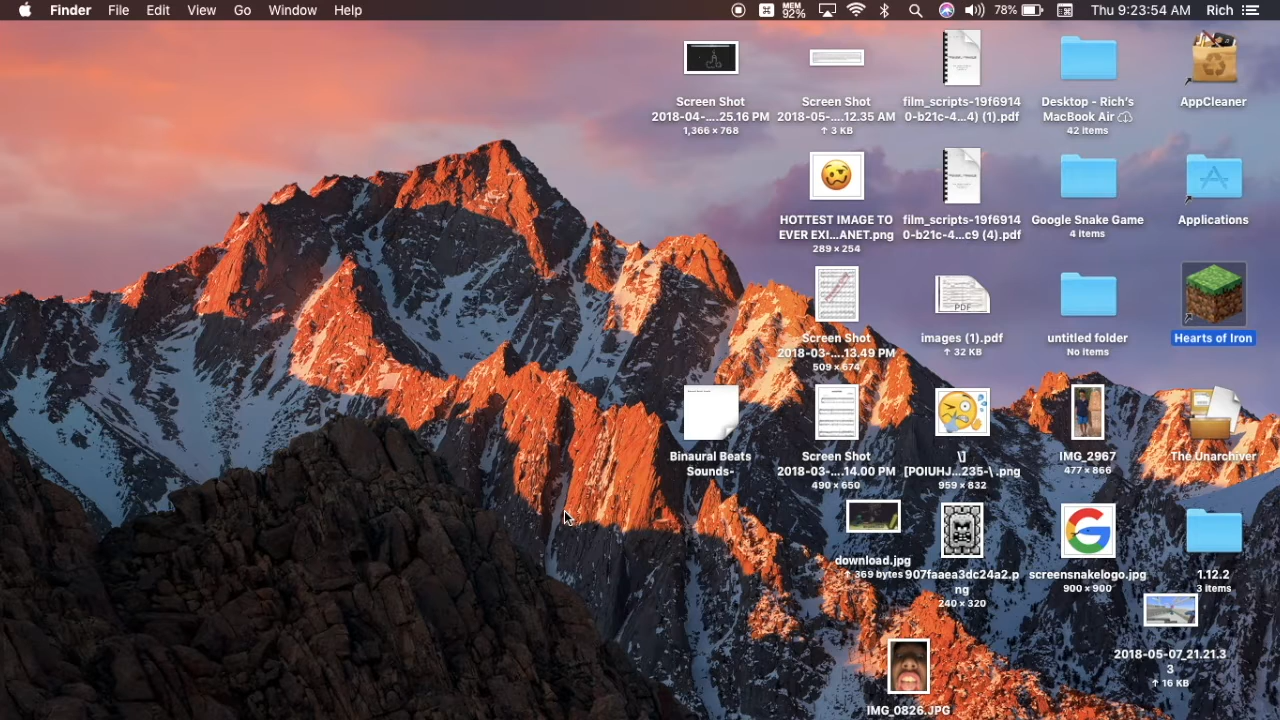 Finder File Edit View Go Window Help MEM 92% 78% Thu 9:23:54 AM Rich
Screen Shot
2018-04-....25.16 PM
1,366 × 768
Screen Shot
2018-05-....12.35 AM
↑ 3 KB
film_scripts-19f6914
0-b21c-4...4) (1).pdf
Desktop - Rich's
MacBook Air
42 items
AppCleaner
HOTTEST IMAGE TO
EVER EXI...ANET.png
289 × 254
film_scripts-19f6914
0-b21c-4...c9 (4).pdf
Google Snake Game
4 items
Applications
Screen Shot
2018-03-....13.49 PM
509 × 674
PDF
images (1).pdf
↑ 32 KB
untitled folder
No items
Hearts of Iron
Binaural Beats
Sounds-
Screen Shot
2018-03-....14.00 PM
490 × 650
\]
[POIUHJ...235-\ .png
959 × 832
IMG_2967
477 × 866
The Unarchiver
download.jpg
↑ 369 bytes
907faaea3dc24a2.p
ng
240 × 320
screensnakelogo.jpg
900 × 900
1.12.2
3 items
2018-05-07_21.21.3
3
↑ 16 KB
IMG_0826.JPG